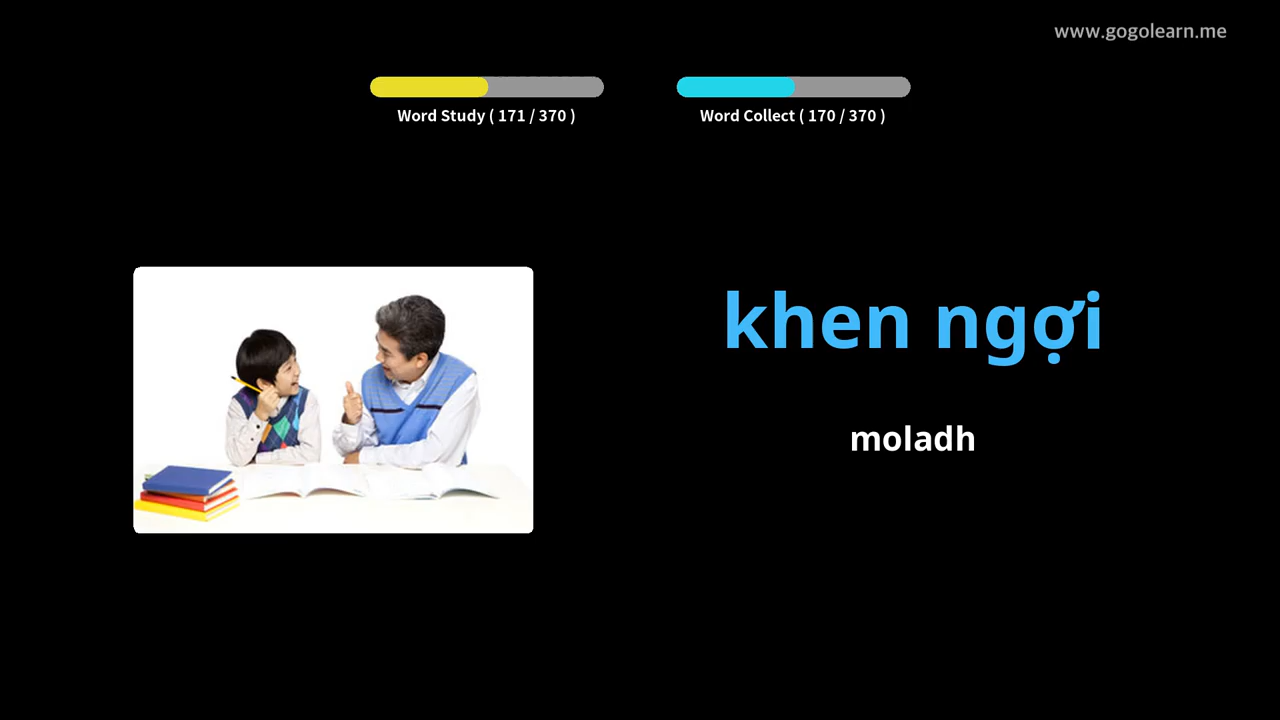 www.gogolearn.me
Word Study ( 171 / 370 )
Word Collect ( 170 / 370 )
khen ngợi
moladh